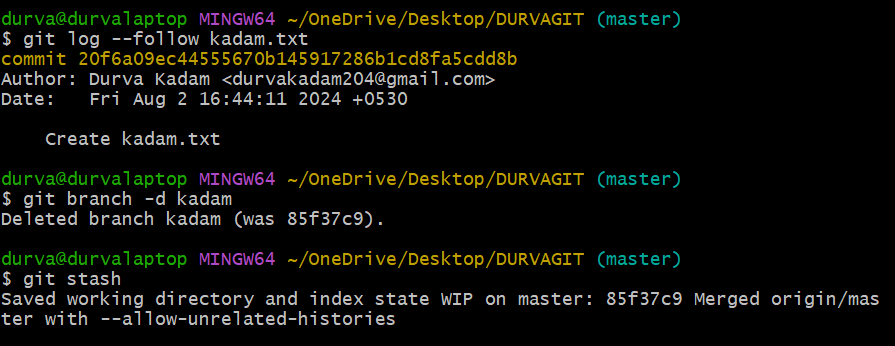 durva@durvalaptop MINGW64 ~/OneDrive/Desktop/DURVAGIT (master)
$ git log --follow kadam.txt
commit 20f6a09ec44555670b145917286b1cd8fa5cdd8b
Author: Durva Kadam <durvakadam204@gmail.com>
Date:   Fri Aug 2 16:44:11 2024 +0530

    Create kadam.txt

durva@durvalaptop MINGW64 ~/OneDrive/Desktop/DURVAGIT (master)
$ git branch -d kadam
Deleted branch kadam (was 85f37c9).

durva@durvalaptop MINGW64 ~/OneDrive/Desktop/DURVAGIT (master)
$ git stash
Saved working directory and index state WIP on master: 85f37c9 Merged origin/mas
ter with --allow-unrelated-histories